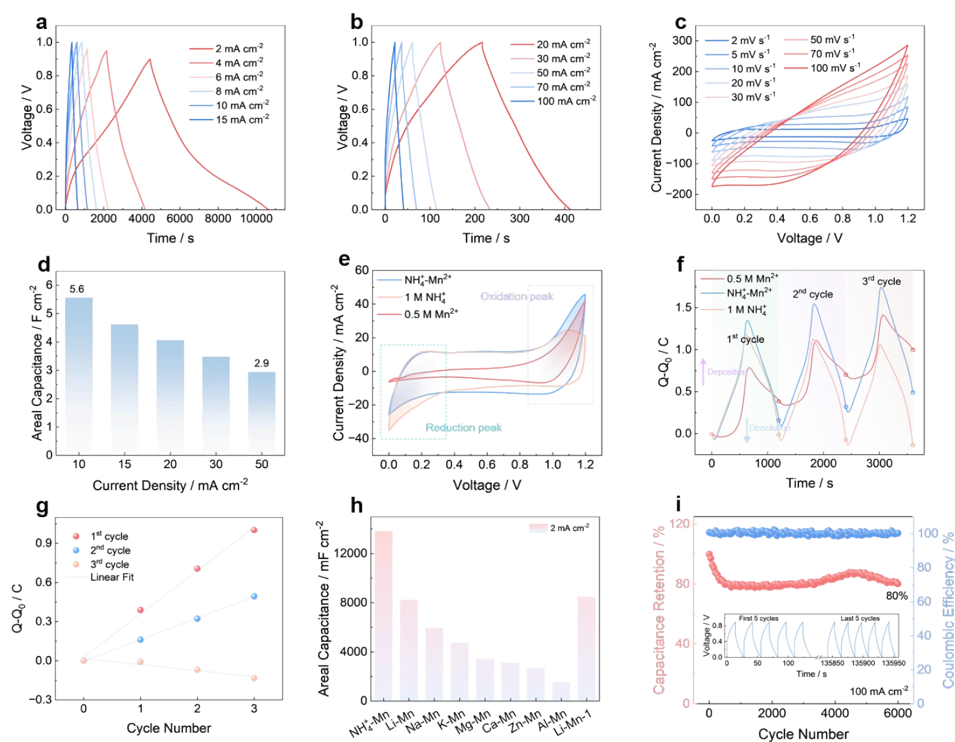 a
1.0
0.8
0.6
0.4
0.2
0.0
Voltage / V
0 2000 4000 6000 8000 10000
Time / s
2 mA cm-2
4 mA cm-2
6 mA cm-2
8 mA cm-2
10 mA cm-2
15 mA cm-2
b
1.0
0.8
0.6
0.4
0.2
0.0
Voltage / V
0 100 200 300 400
Time / s
20 mA cm-2
30 mA cm-2
50 mA cm-2
70 mA cm-2
100 mA cm-2
c
300
200
100
0
−100
−200
Current Density / mA cm-2
0.0 0.2 0.4 0.6 0.8 1.0 1.2
Voltage / V
2 mV s-1
5 mV s-1
10 mV s-1
20 mV s-1
30 mV s-1
50 mV s-1
70 mV s-1
100 mV s-1
d
6
5
4
3
2
1
0
Areal Capacitance / F cm-2
5.6
2.9
10 15 20 30 50
Current Density / mA cm-2
e
60
40
20
0
−20
−40
Current Density / mA cm-2
0.0 0.2 0.4 0.6 0.8 1.0 1.2
Voltage / V
NH4+-Mn2+
1 M NH4+
0.5 M Mn2+
Oxidation peak
Reduction peak
f
1.5
1.0
0.5
0.0
Q-Q0 / C
0 1000 2000 3000
Time / s
0.5 M Mn2+
NH4+-Mn2+
1 M NH4+
1st cycle
2nd cycle
3rd cycle
Deposition
Dissolution
g
0.9
0.6
0.3
0.0
−0.3
Q-Q0 / C
0 1 2 3
Cycle Number
1st cycle
2nd cycle
3rd cycle
Linear Fit
h
12000
8000
4000
0
Areal Capacitance / mF cm-2
2 mA cm-2
NH4+-Mn
Li-Mn
Na-Mn
K-Mn
Mg-Mn
Ca-Mn
Zn-Mn
Al-Mn
Li-Mn-1
i
120
80
40
0
Capacitance Retention / %
100
80
60
40
20
0
Coulombic Efficiency / %
80%
First 5 cycles
Last 5 cycles
0.8
0.4
0.0
Voltage / V
0 50 100 135850 135900 135950
Time / s
100 mA cm-2
0 2000 4000 6000
Cycle Number